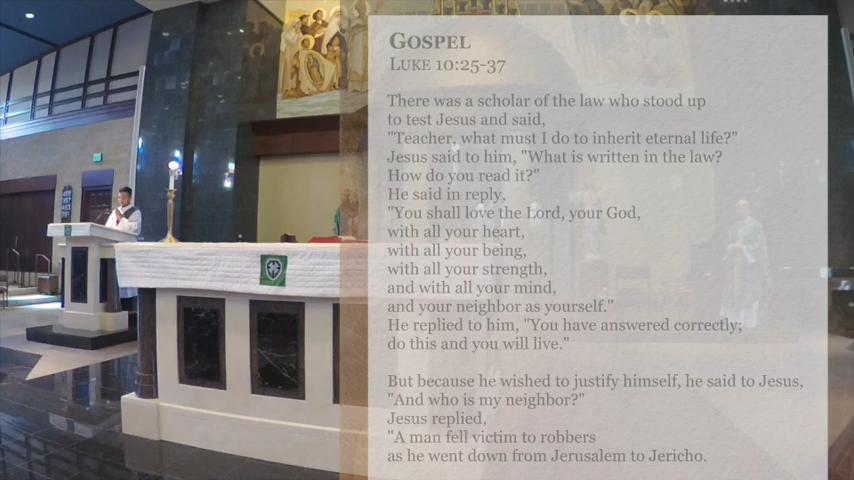 GOSPEL
LUKE 10:25-37
There was a scholar of the law who stood up
to test Jesus and said,
"Teacher, what must I do to inherit eternal life?"
Jesus said to him, "What is written in the law?
How do you read it?"
He said in reply,
"You shall love the Lord, your God,
with all your heart,
with all your being,
with all your strength,
and with all your mind,
and your neighbor as yourself."
He replied to him, "You have answered correctly;
do this and you will live."
But because he wished to justify himself, he said to Jesus,
"And who is my neighbor?"
Jesus replied,
"A man fell victim to robbers
as he went down from Jerusalem to Jericho.